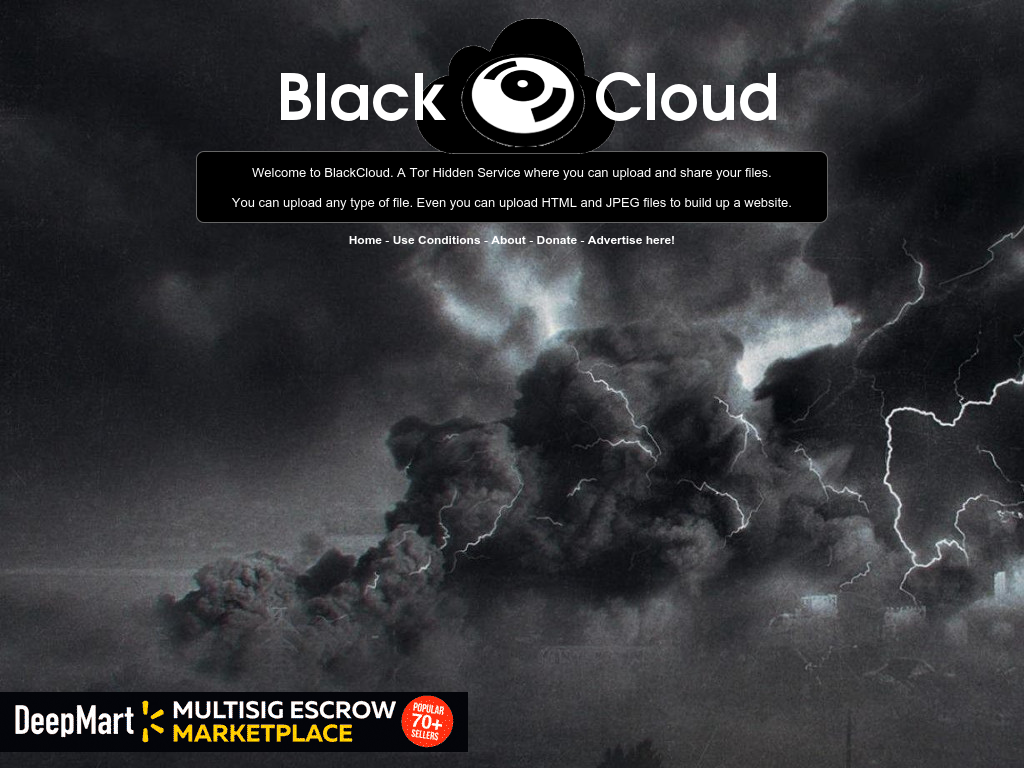 Black Cloud
Welcome to BlackCloud. A Tor Hidden Service where you can upload and share your files.
You can upload any type of file. Even you can upload HTML and JPEG files to build up a website.
Home - Use Conditions - About - Donate - Advertise here!
DeepMart
MULTISIG ESCROW
MARKETPLACE
POPULAR
70+
SELLERS